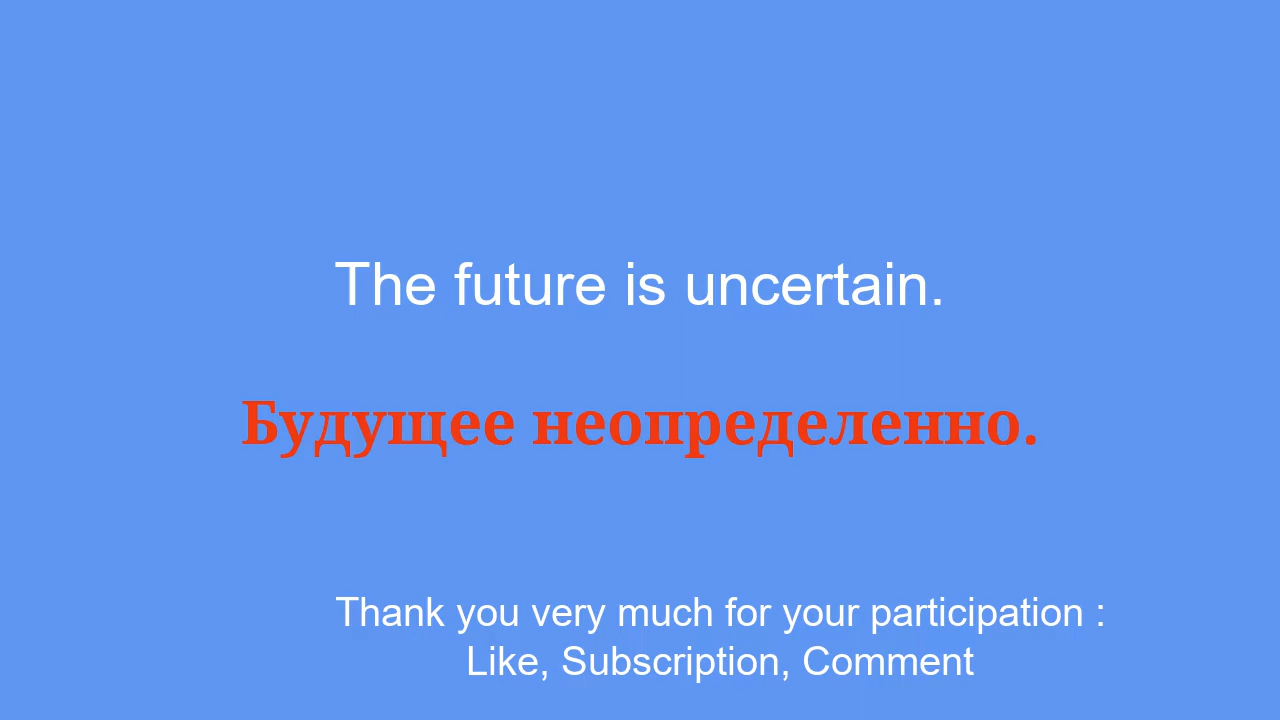 The future is uncertain.
Будущее неопределенно.
Thank you very much for your participation :
Like, Subscription, Comment